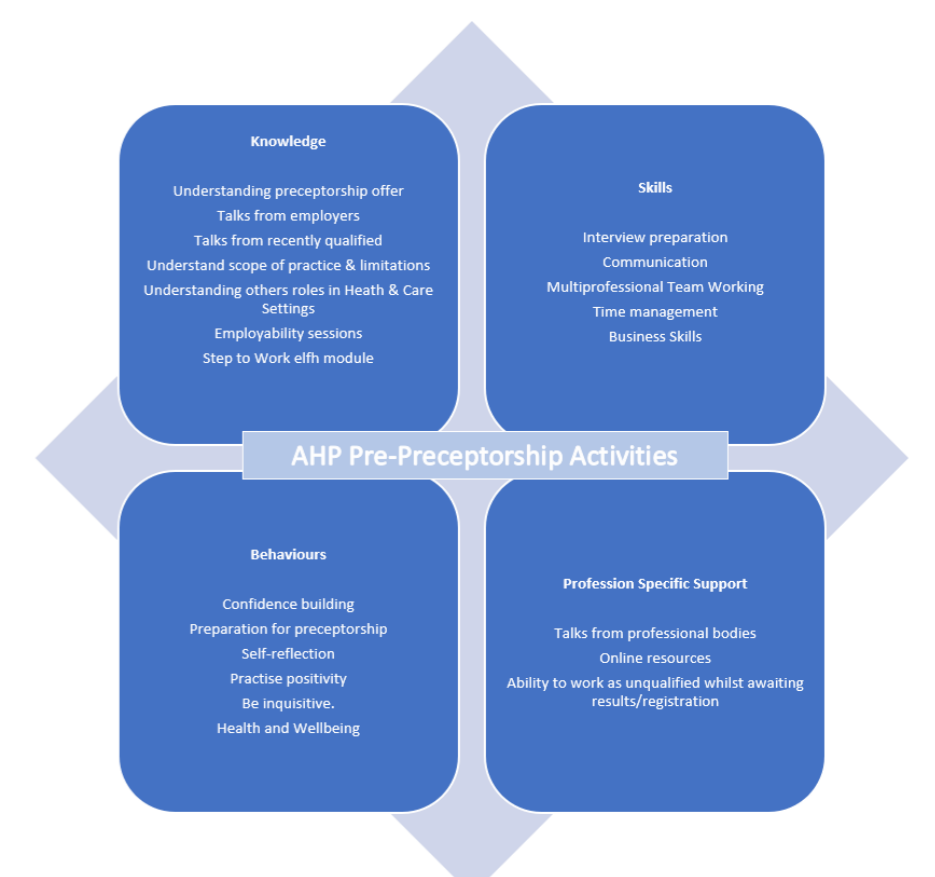 Knowledge
Understanding preceptorship offer
Talks from employers
Talks from recently qualified
Understand scope of practice & limitations
Understanding others roles in Heath & Care
Settings
Employability sessions
Step to Work elfh module
Skills
Interview preparation
Communication
Multiprofessional Team Working
Time management
Business Skills
AHP Pre-Preceptorship Activities
Behaviours
Confidence building
Preparation for preceptorship
Self-reflection
Practise positivity
Be inquisitive.
Health and Wellbeing
Profession Specific Support
Talks from professional bodies
Online resources
Ability to work as unqualified whilst awaiting
results/registration